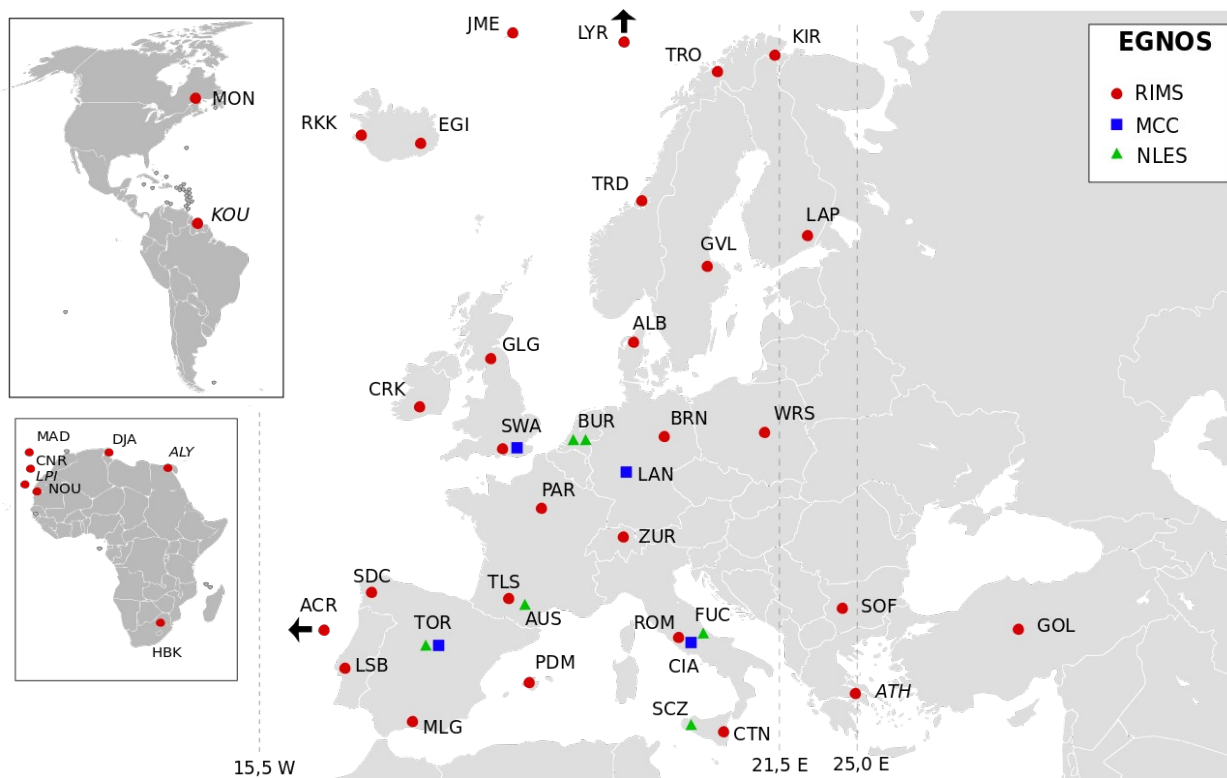 JME
LYR
KIR
TRO
EGNOS
RIMS
MCC
NLES
MON
RKK
EGI
KOU
TRD
LAP
GVL
ALB
GLG
CRK
SWA
BUR
BRN
WRS
LAN
PAR
ZUR
MAD
DJA
ALY
CNR
LPI
NOU
HBK
SDC
TLS
AUS
ACR
TOR
ROM
FUC
SOF
GOL
LSB
PDM
CIA
ATH
MLG
SCZ
CTN
15,5 W
21,5 E
25,0 E